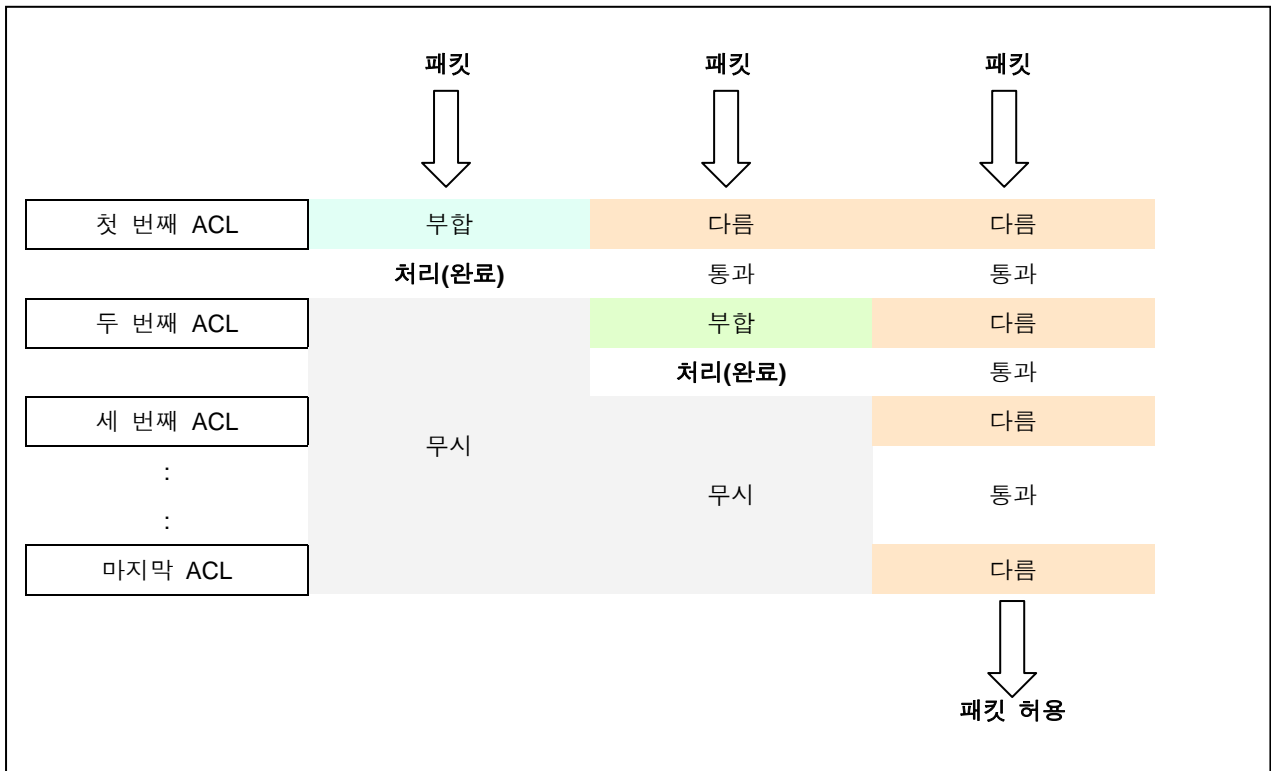 패킷 패킷 패킷
첫 번째 ACL 부합 다름 다름
처리(완료) 통과 통과
두 번째 ACL 부합 다름
처리(완료) 통과
세 번째 ACL 다름
무시
:
무시 통과
:
마지막 ACL 다름
패킷 허용